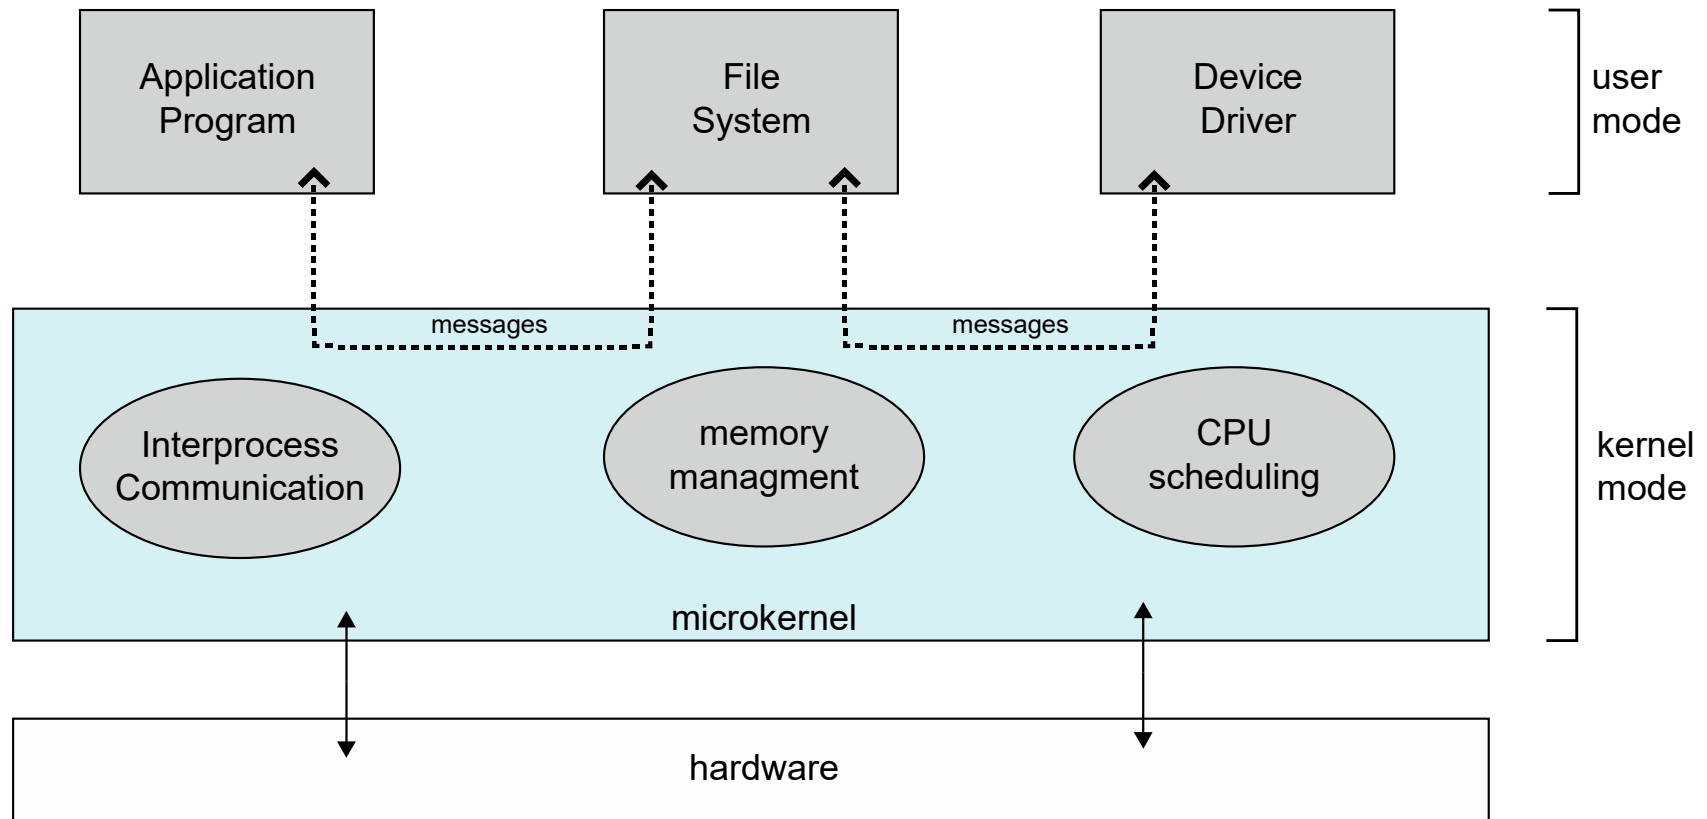 Application
Program
File
System
Device
Driver
user
mode
messages
messages
Interprocess
Communication
memory
managment
CPU
scheduling
kernel
mode
microkernel
hardware